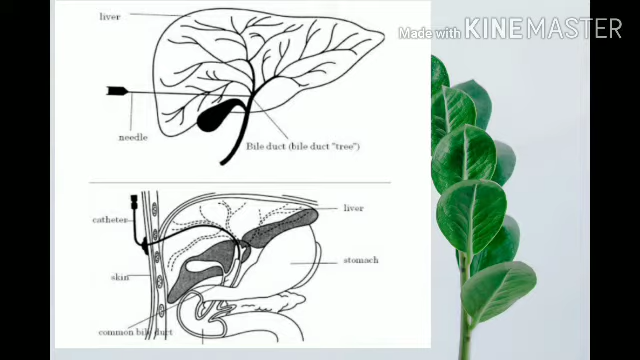 liver
Made with KINEMASTER
needle
Bile duct (bile duct "tree")
catheter
liver
stomach
skin
common bile duct